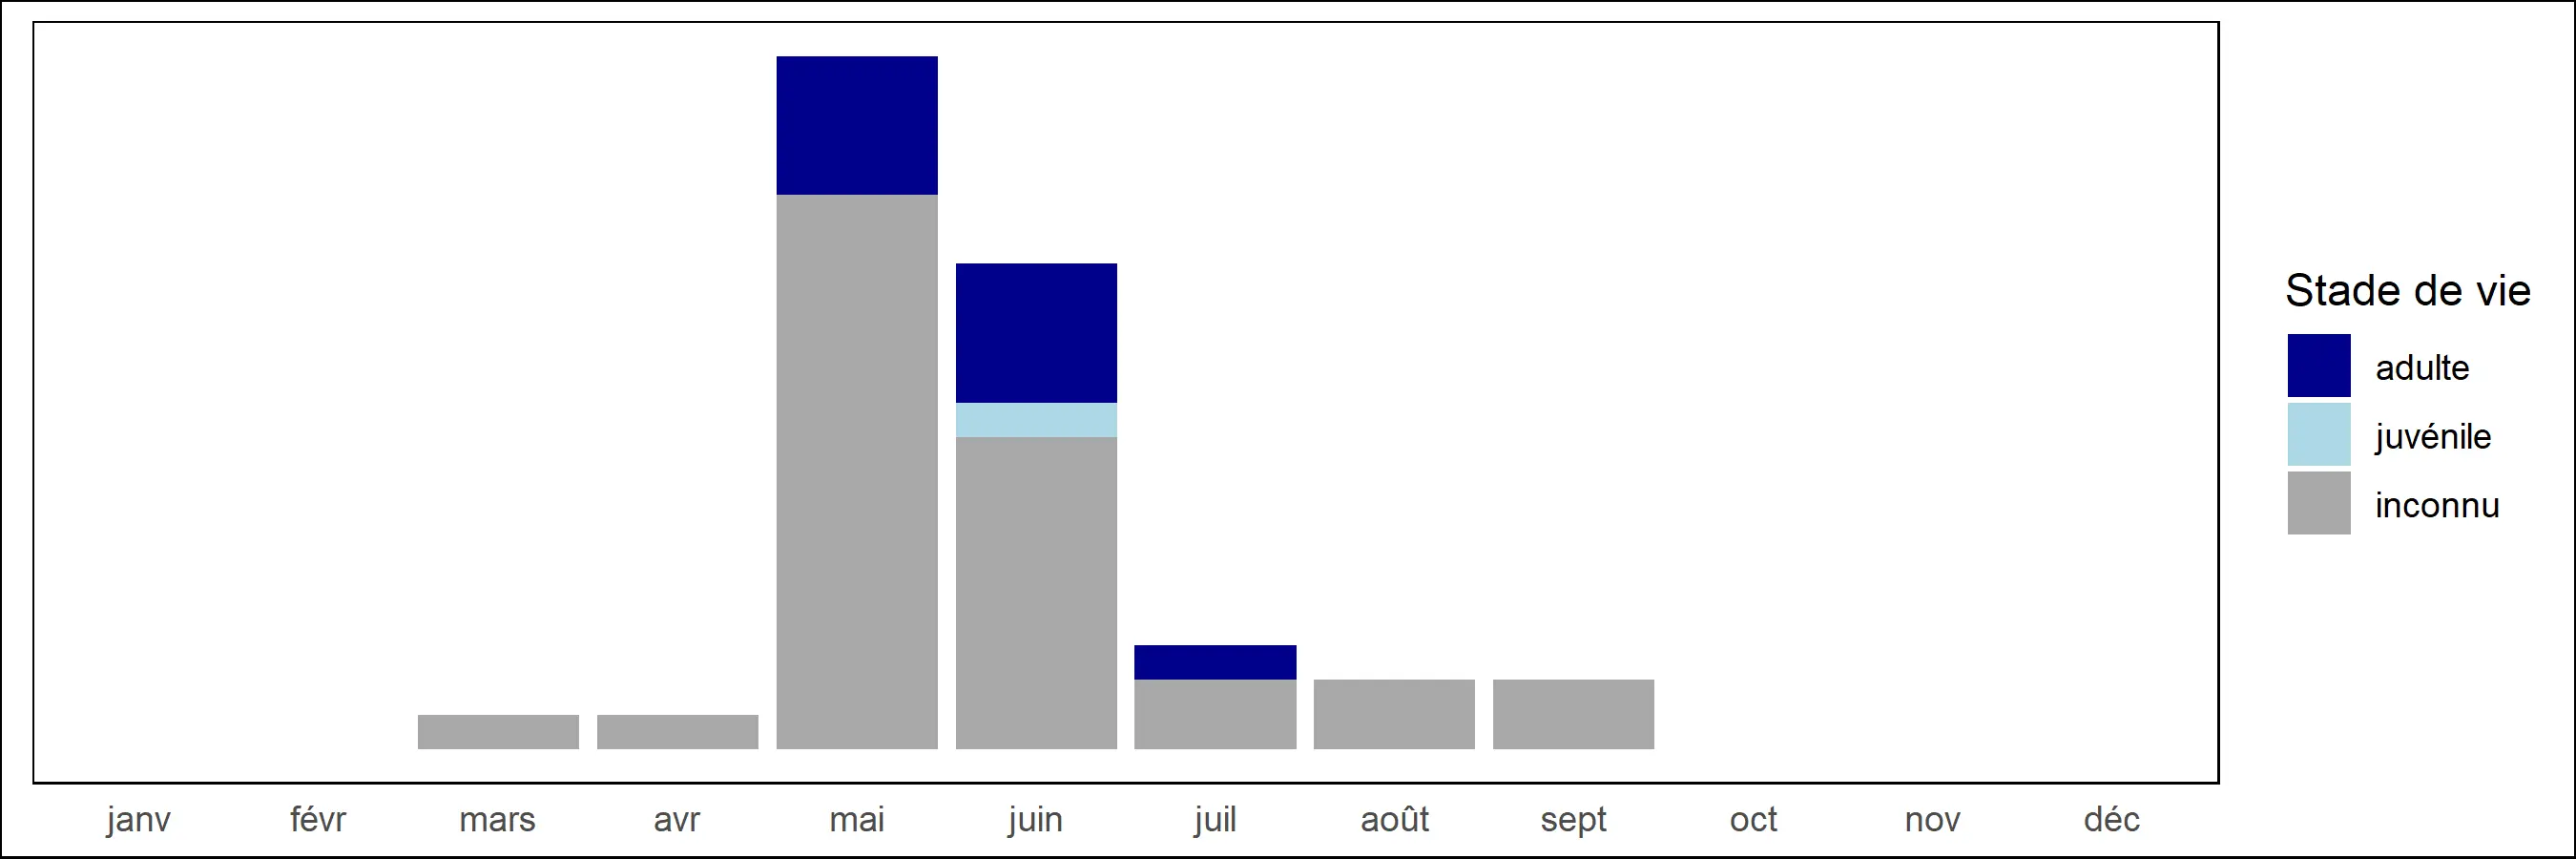 Stade de vie
adulte
juvénile
inconnu
janv févr mars avr mai juin juil août sept oct nov déc